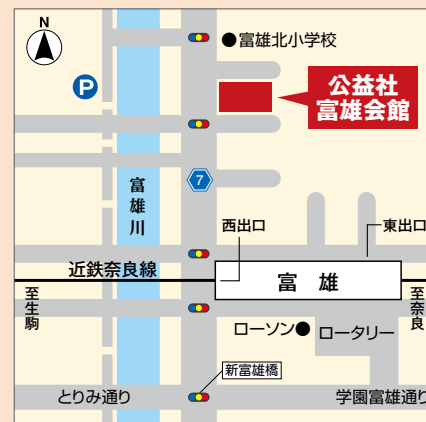 N
富雄北小学校
P
公益社
富雄会館
7
富雄川
西出口
東出口
近鉄奈良線
富雄
至生駒
至奈良
ローソン
ロータリー
新富雄橋
とりみ通り
学園富雄通り